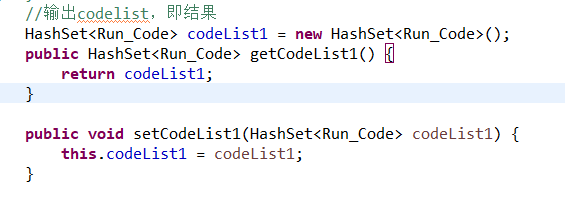 //输出codelist，即结果
HashSet<Run_Code> codeList1 = new HashSet<Run_Code>();
public HashSet<Run_Code> getCodeList1() {
    return codeList1;
}
public void setCodeList1(HashSet<Run_Code> codeList1) {
    this.codeList1 = codeList1;
}